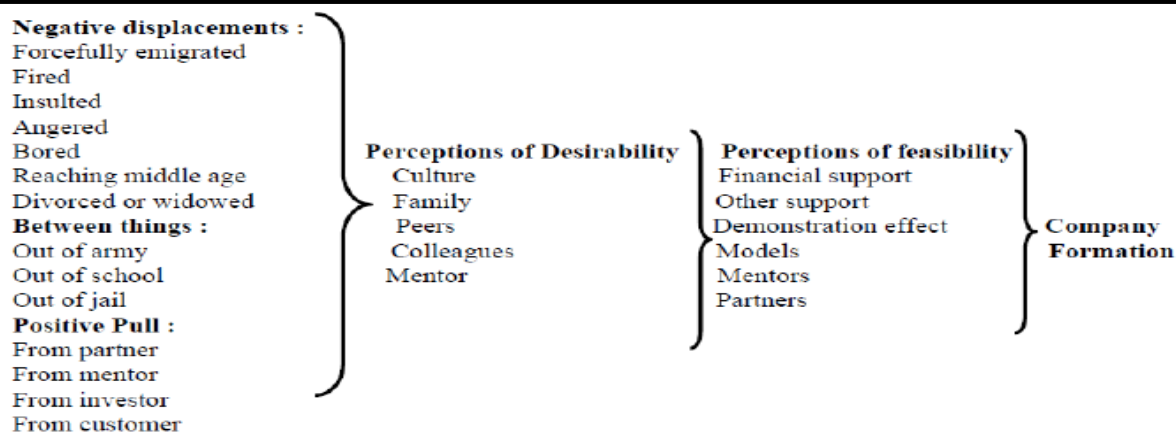 Negative displacements :
Forcefully emigrated
Fired
Insulted
Angered
Bored
Reaching middle age
Divorced or widowed
Between things :
Out of army
Out of school
Out of jail
Positive Pull :
From partner
From mentor
From investor
From customer
Perceptions of Desirability
Culture
Family
Peers
Colleagues
Mentor
Perceptions of feasibility
Financial support
Other support
Demonstration effect
Models
Mentors
Partners
Company
Formation